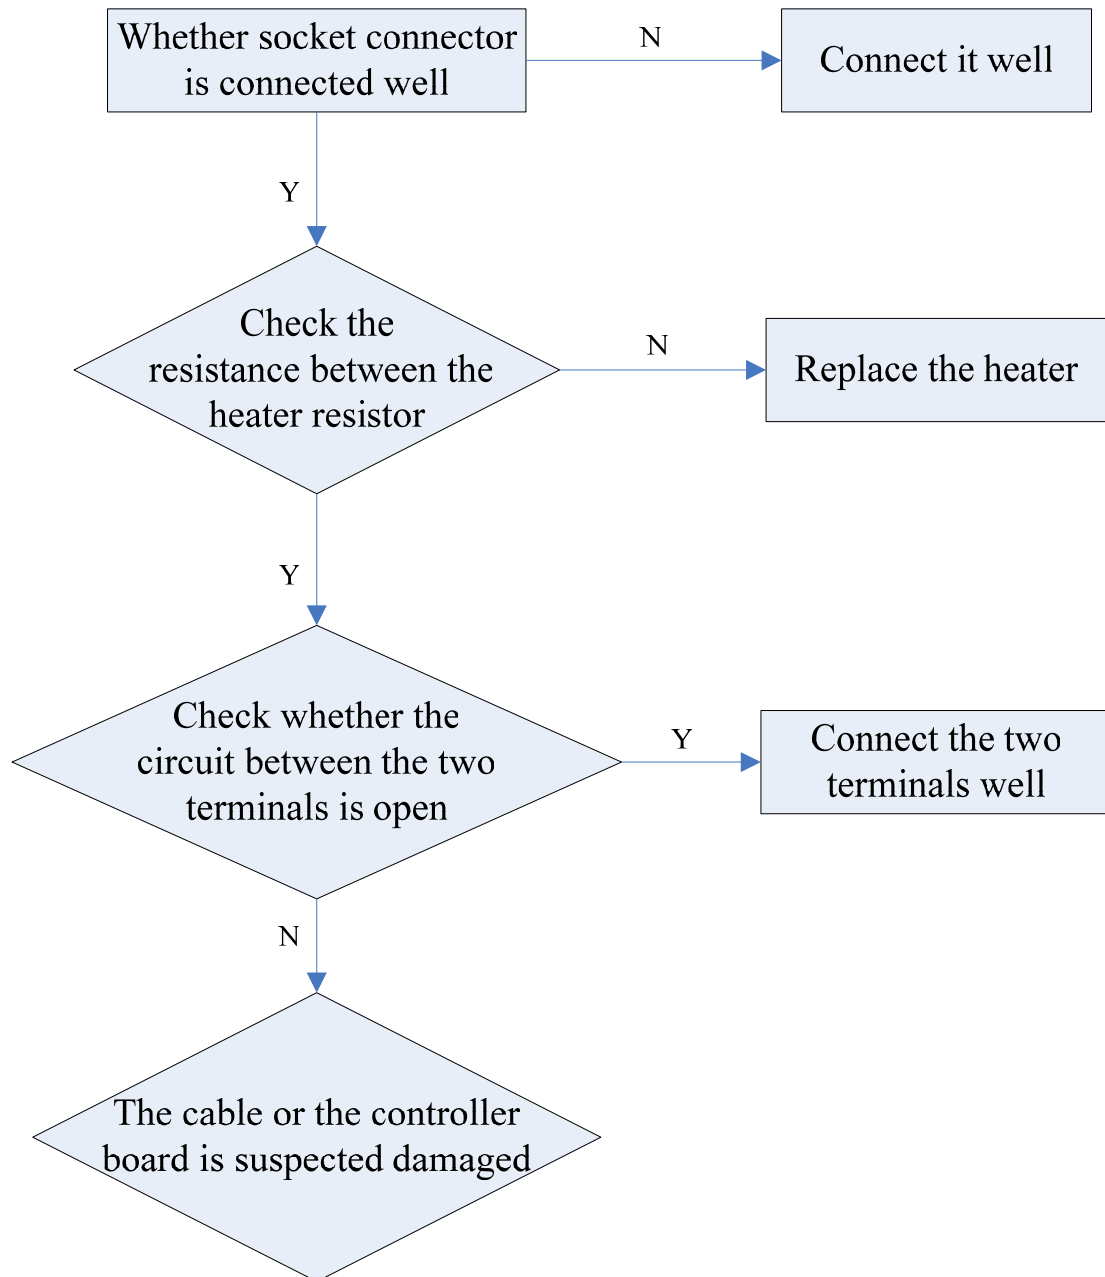 Whether socket connector
is connected well
N
Connect it well
Y
Check the
resistance between the
heater resistor
N
Replace the heater
Y
Check whether the
circuit between the two
terminals is open
Y
Connect the two
terminals well
N
The cable or the controller
board is suspected damaged